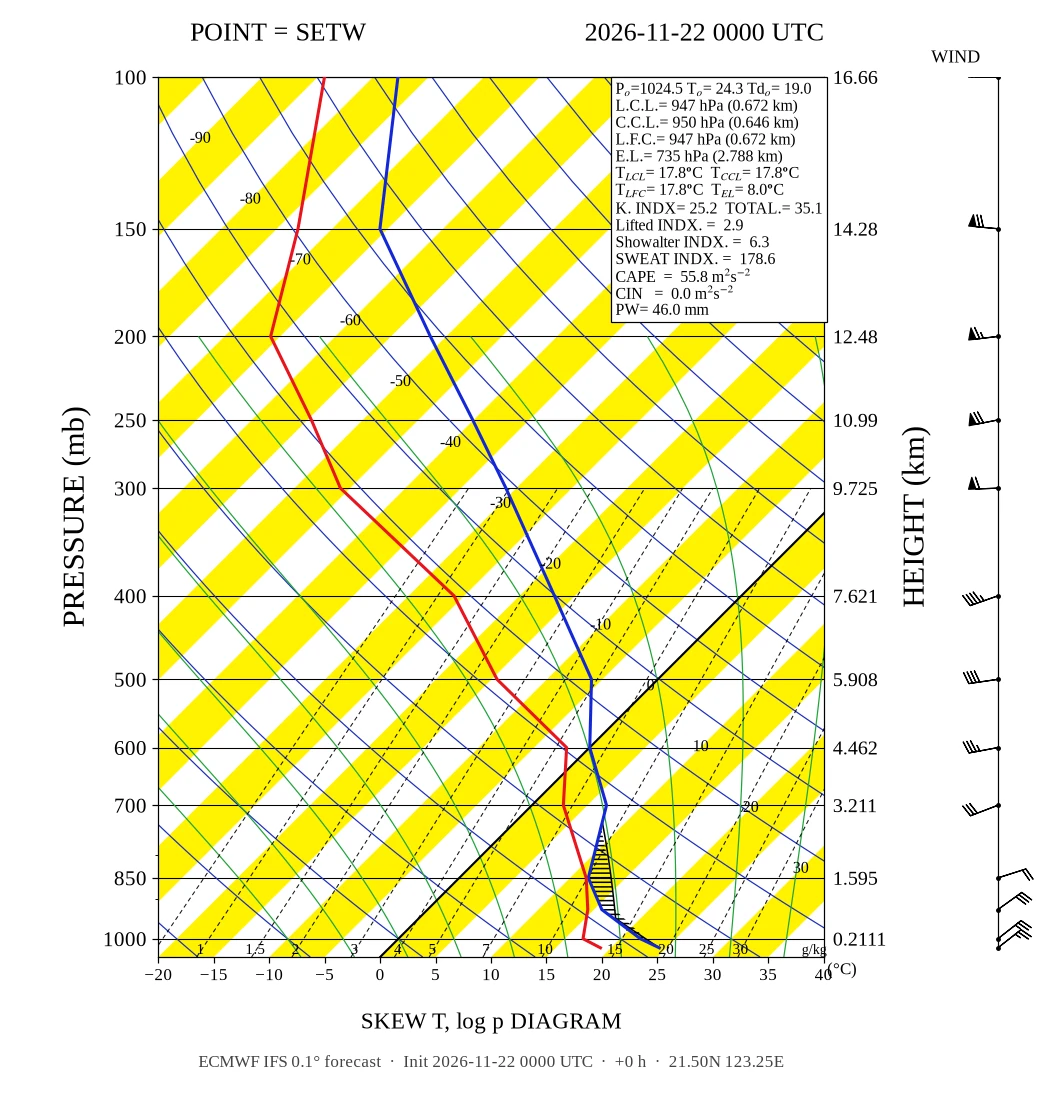 POINT = SETW 2026-11-22 0000 UTC
WIND
100 16.66
Pₒ=1024.5 Tₒ= 24.3 Tdₒ= 19.0
L.C.L.= 947 hPa (0.672 km)
C.C.L.= 950 hPa (0.646 km)
L.F.C.= 947 hPa (0.672 km)
E.L.= 735 hPa (2.788 km)
T_LCL= 17.8°C T_CCL= 17.8°C
T_LFC= 17.8°C T_EL= 8.0°C
K. INDX= 25.2 TOTAL.= 35.1
Lifted INDX. = 2.9
Showalter INDX. = 6.3
SWEAT INDX. = 178.6
CAPE = 55.8 m²s⁻²
CIN = 0.0 m²s⁻²
PW= 46.0 mm
-90
-80
150 14.28
-70
-60
200 12.48
-50
250 10.99
-40
300 9.725
-30
-20
400 7.621
-10
500 5.908
0
600 4.462
10
700 3.211
20
30
850 1.595
1000 0.2111
1 1.5 2 3 4 5 7 10 15 20 25 30 g/kg
−20 −15 −10 −5 0 5 10 15 20 25 30 35 40
(°C)
PRESSURE (mb)
HEIGHT (km)
SKEW T, log p DIAGRAM
ECMWF IFS 0.1° forecast · Init 2026-11-22 0000 UTC · +0 h · 21.50N 123.25E